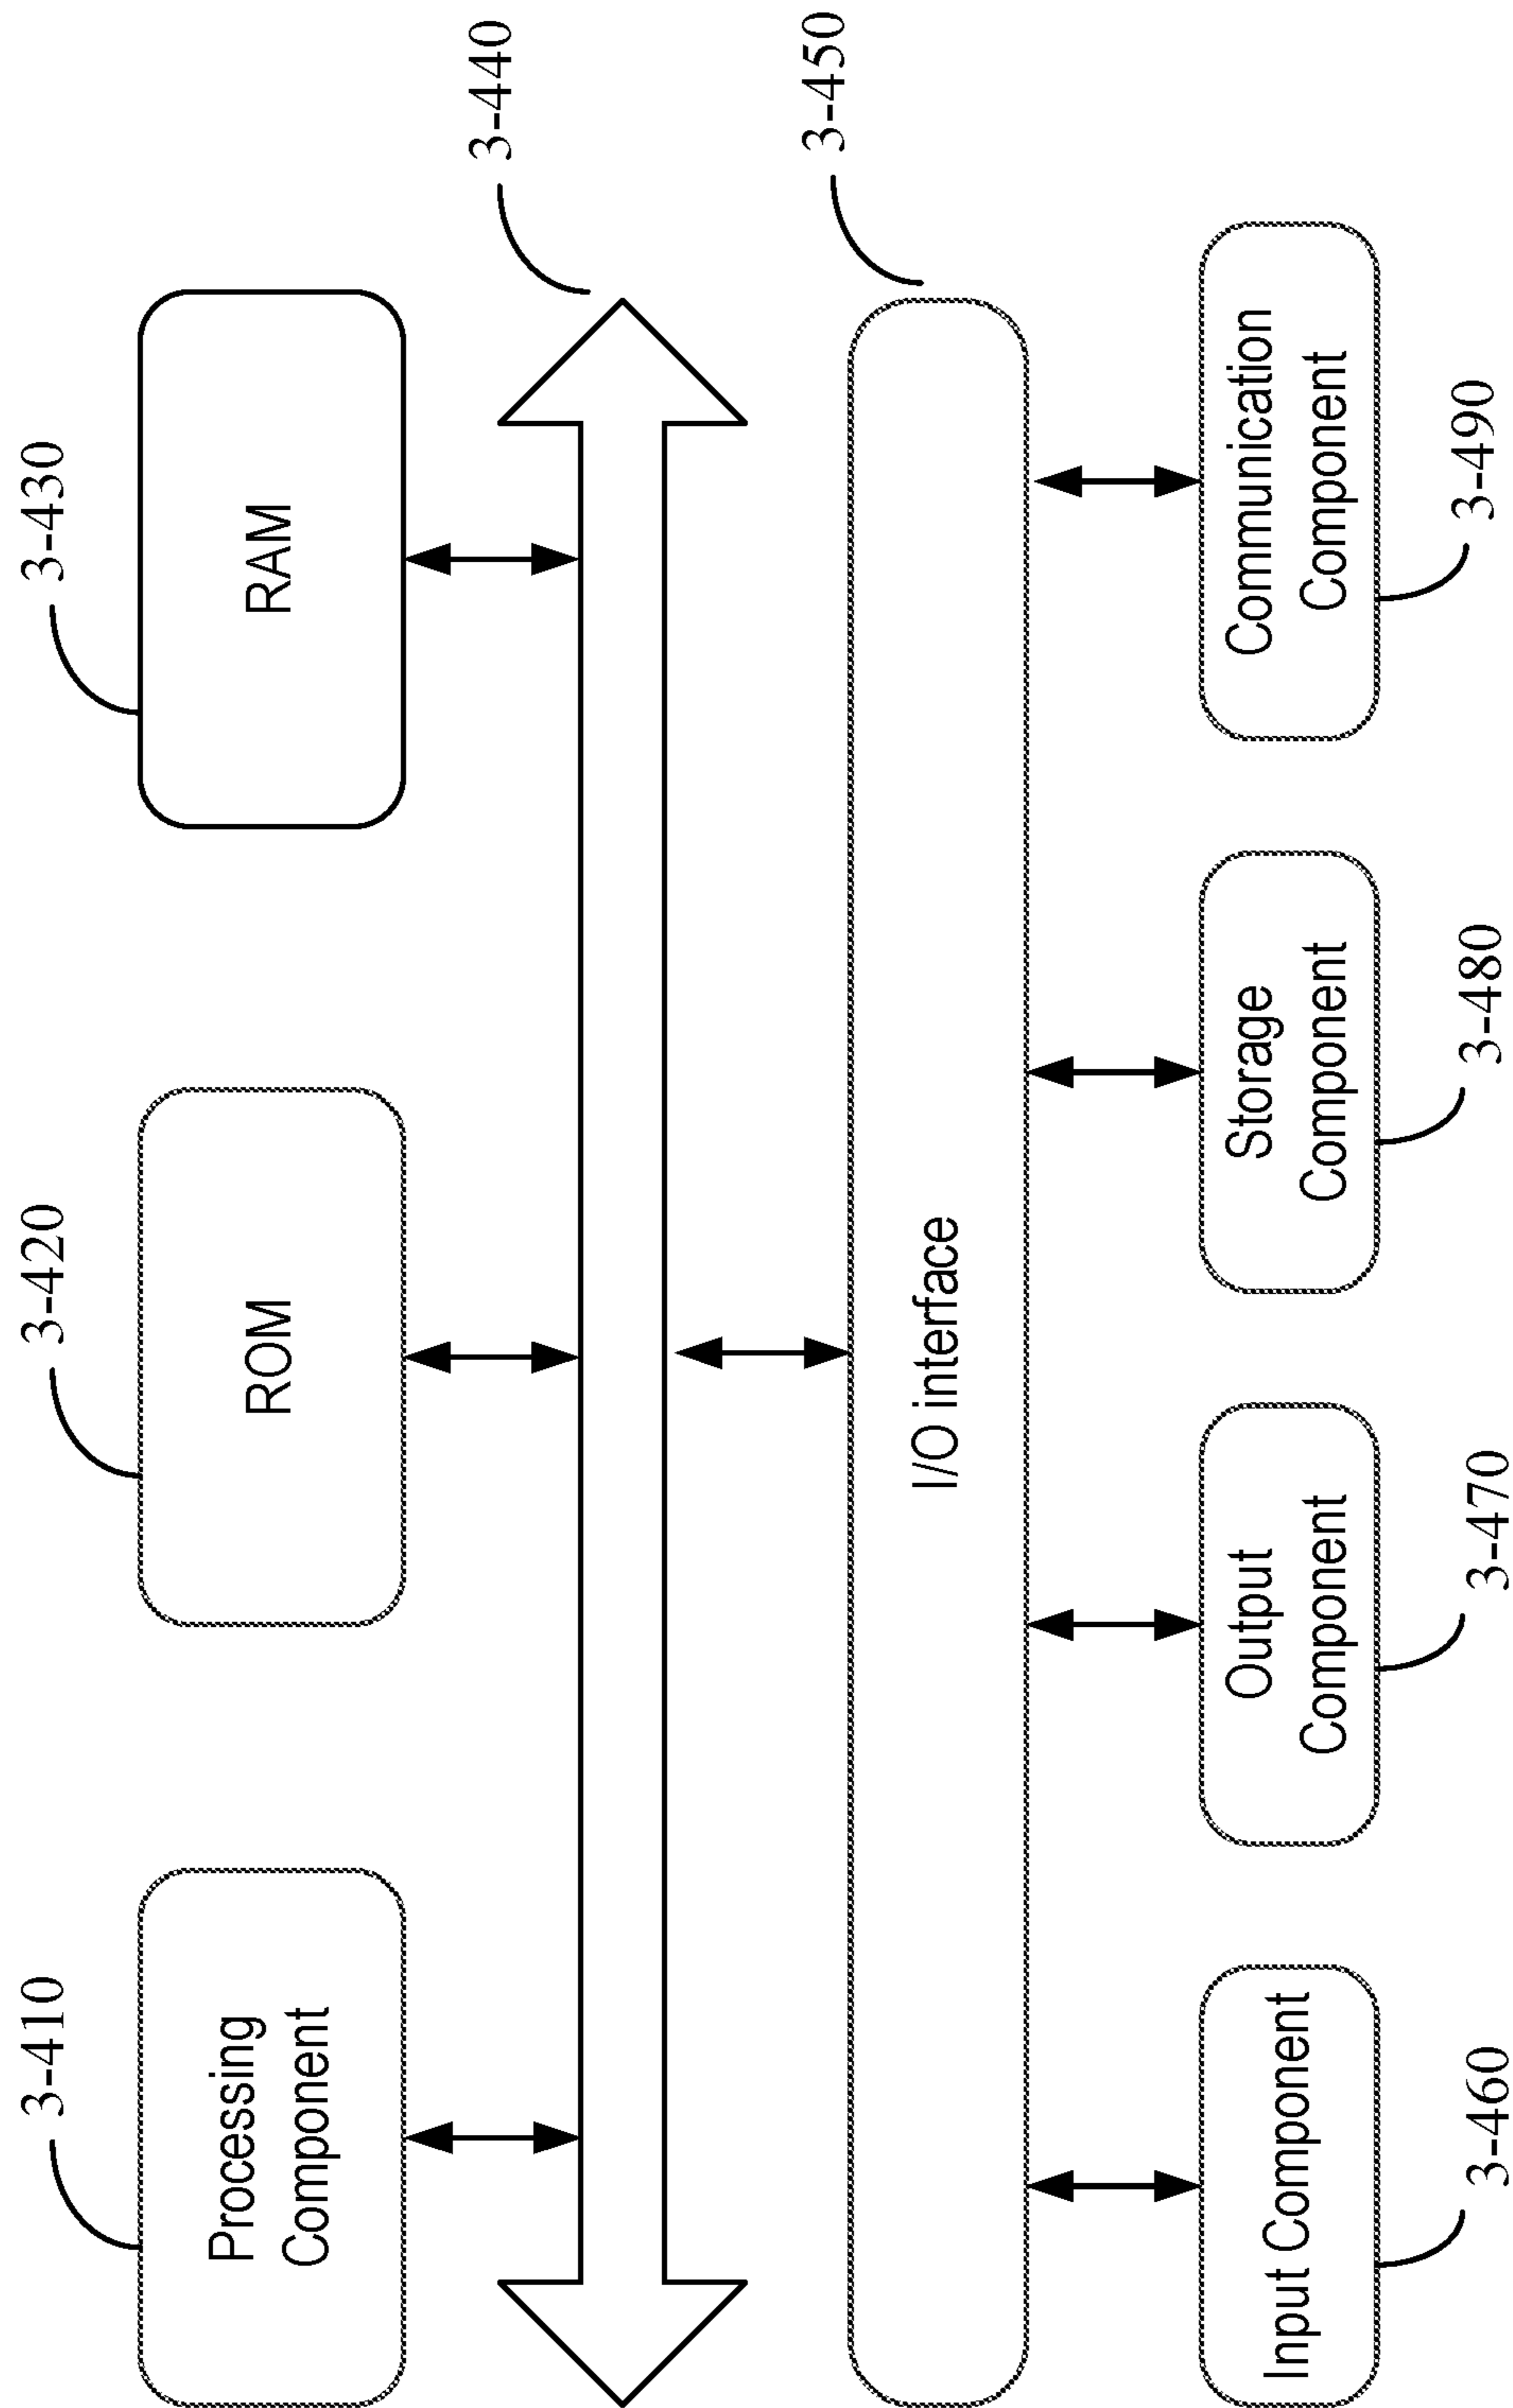 3-410
3-420
3-430
Processing
Component
ROM
RAM
3-440
I/O interface
3-450
Input Component
Output
Component
Storage
Component
Communication
Component
3-460
3-470
3-480
3-490